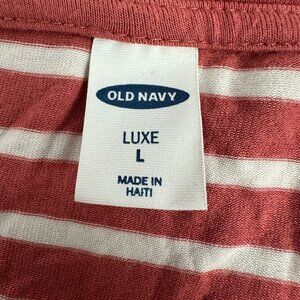 OLD NAVY
LUXE
L
MADE IN
HAITI